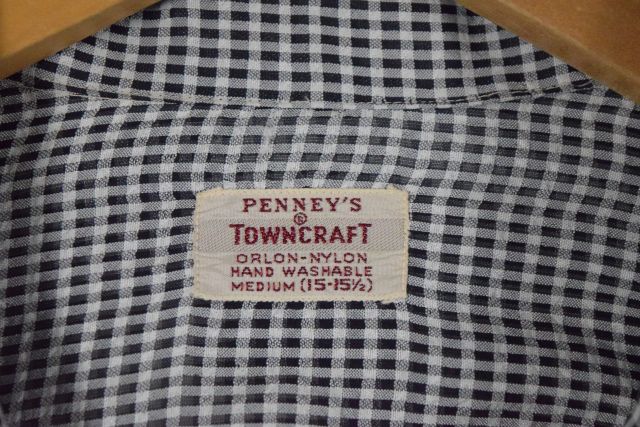 PENNEY'S
®
TOWNCRAFT
ORLON-NYLON
HAND WASHABLE
MEDIUM (15-15½)